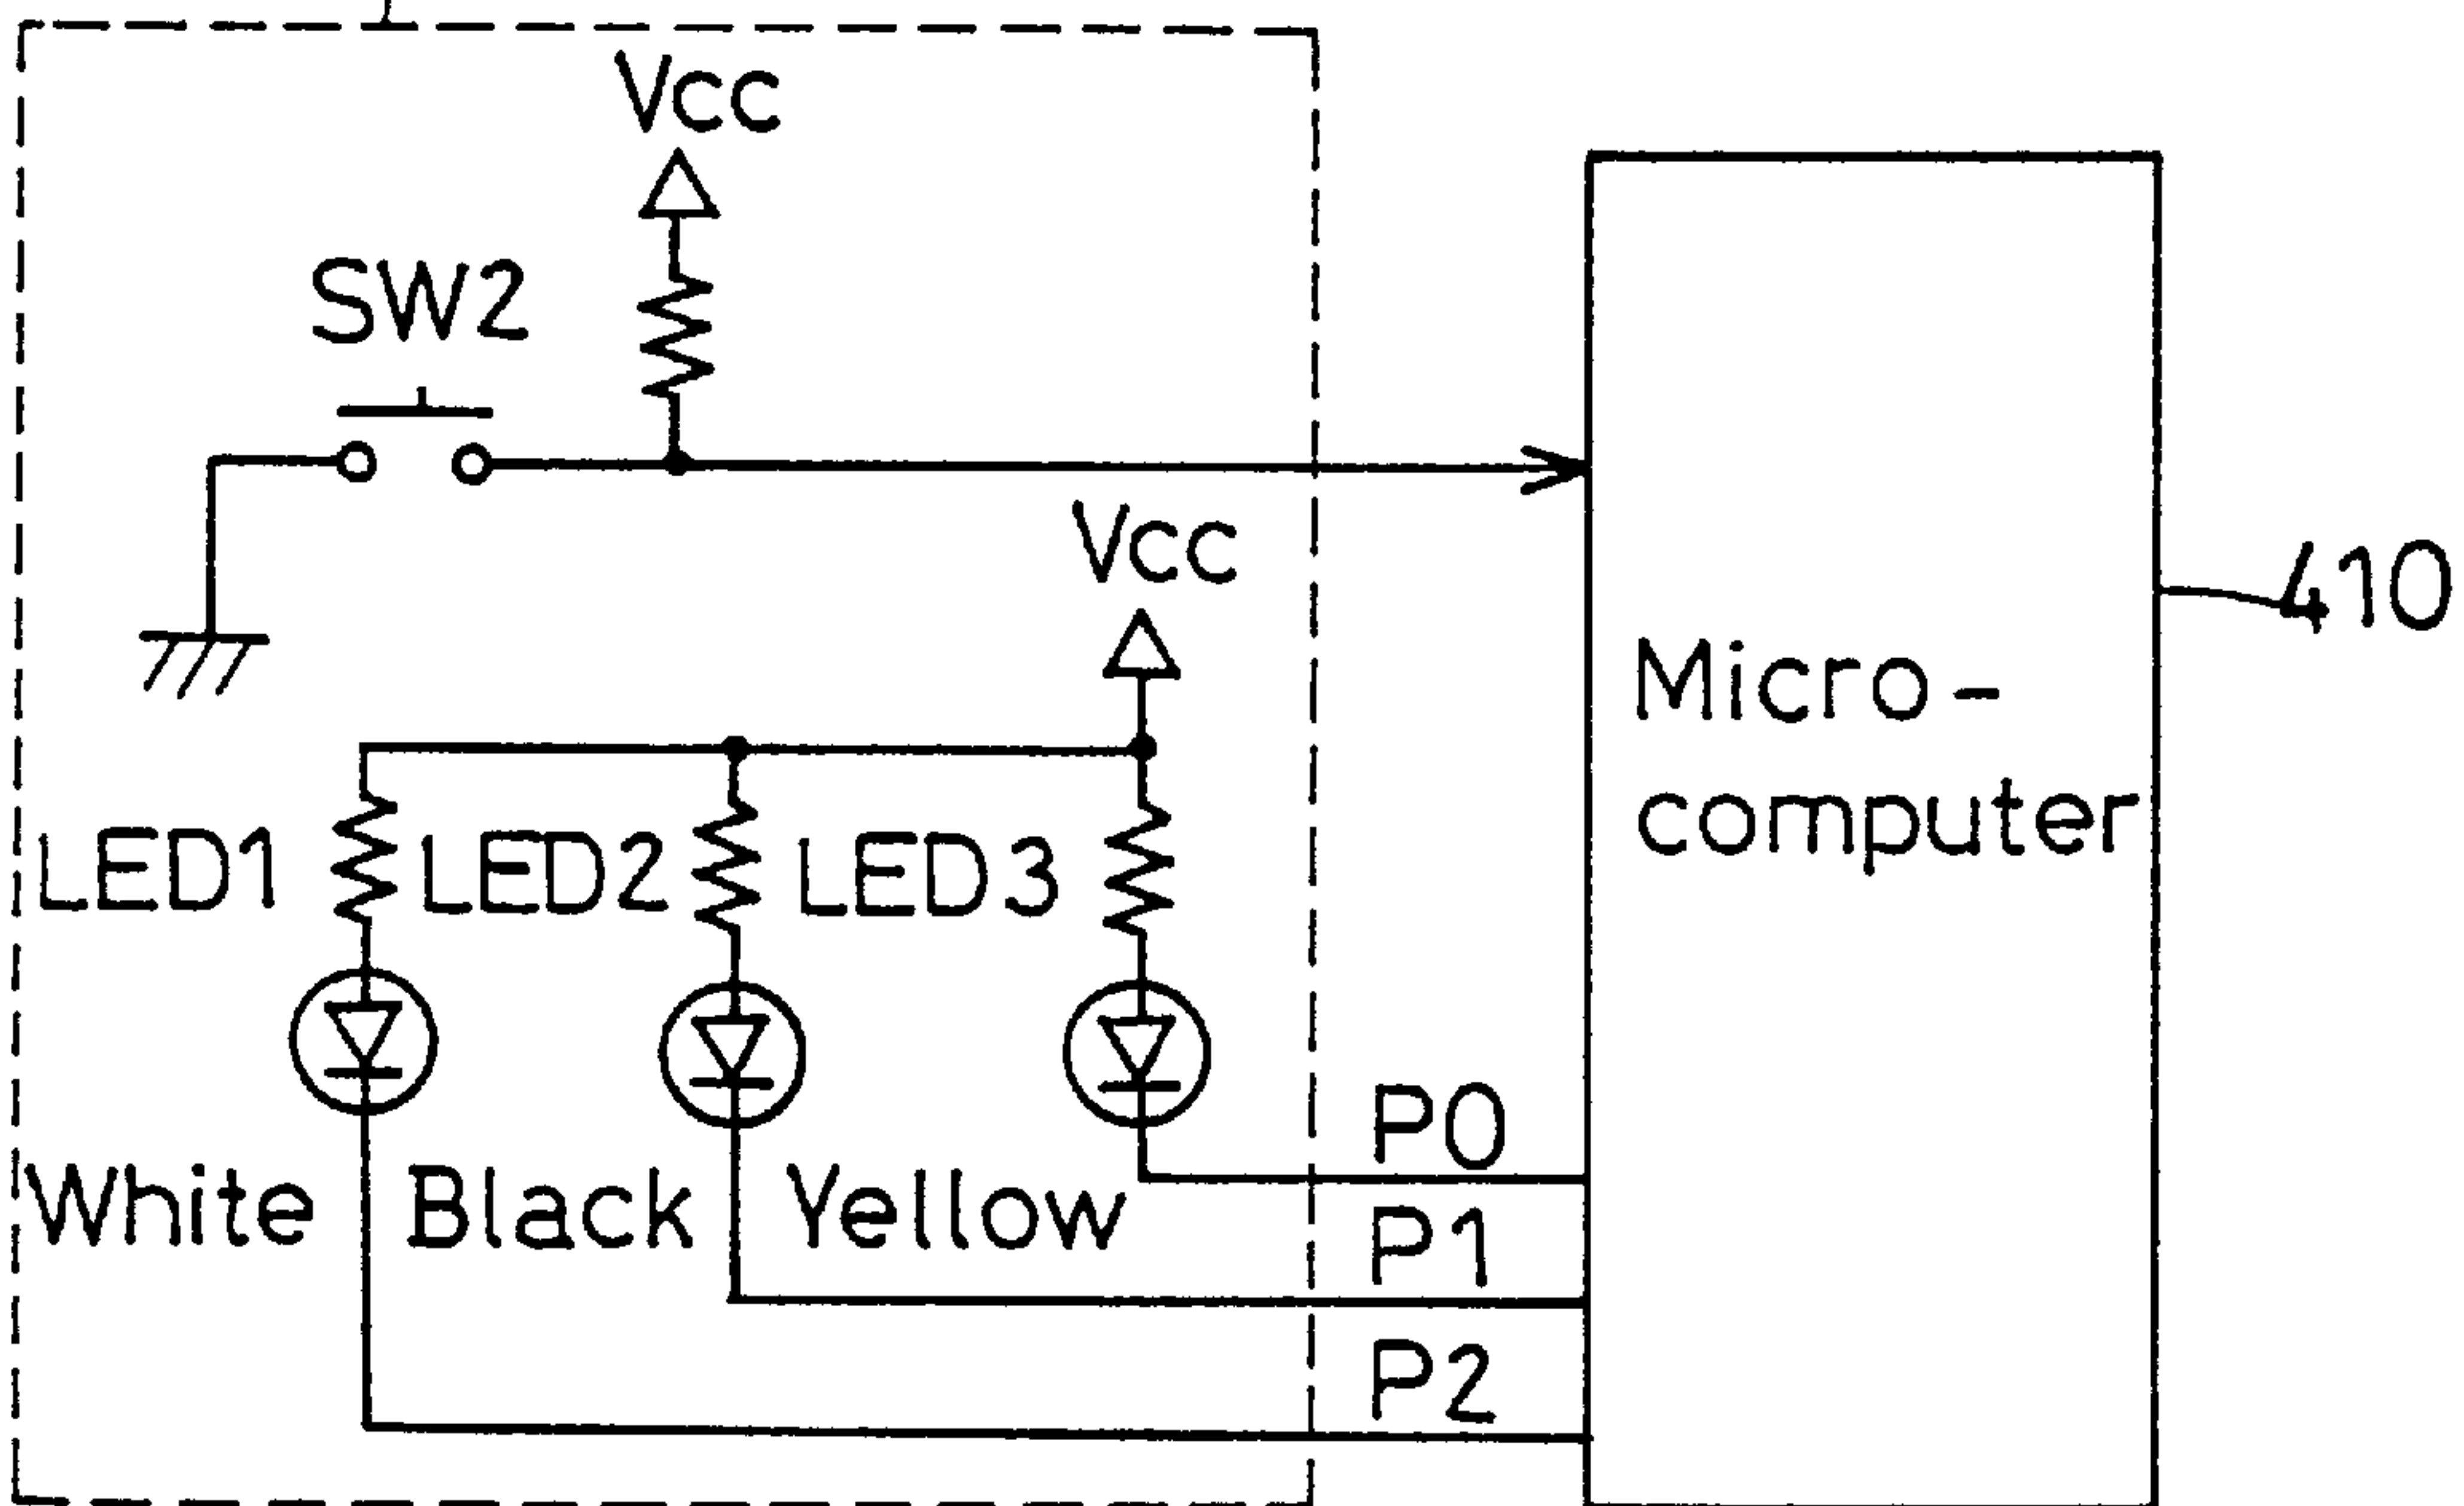 Vcc
SW2
Vcc
410
Micro-
computer
LED1 LED2 LED3
White Black Yellow
P0
P1
P2